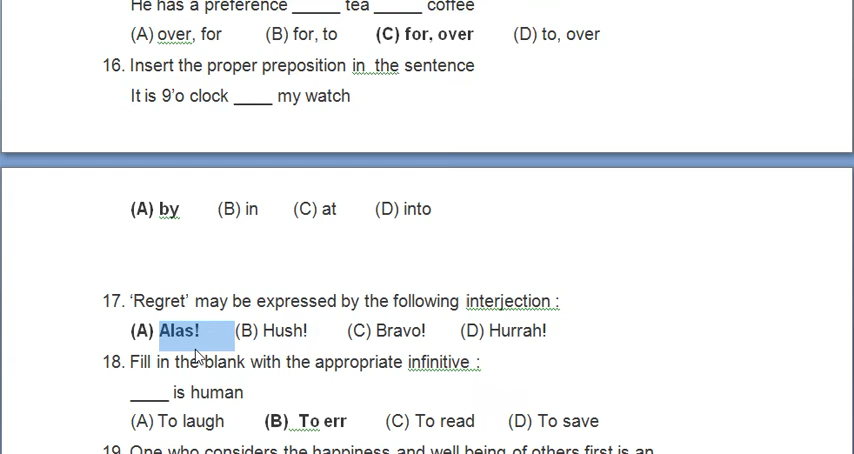 He has a preference _____ tea _____ coffee
(A) over, for (B) for, to (C) for, over (D) to, over
16. Insert the proper preposition in the sentence
It is 9’o clock ____ my watch
(A) by (B) in (C) at (D) into
17. ‘Regret’ may be expressed by the following interjection :
(A) Alas! (B) Hush! (C) Bravo! (D) Hurrah!
18. Fill in the blank with the appropriate infinitive :
____ is human
(A) To laugh (B) To err (C) To read (D) To save
19. One who considers the happiness and well being of others first is an